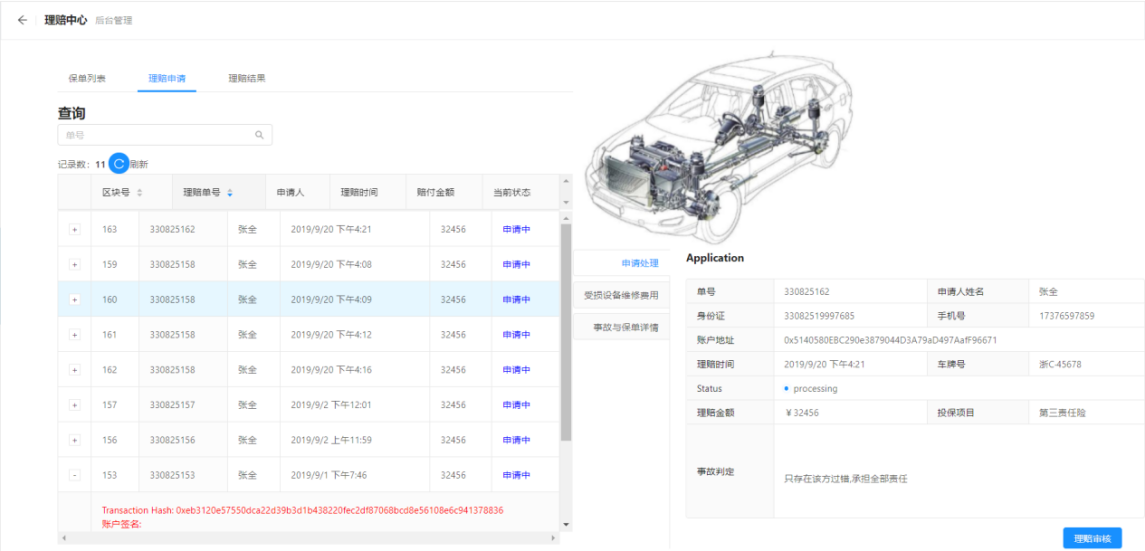 理赔中心 后台管理
保单列表 理赔申请 理赔结果
查询
单号
记录数: 11 刷新
区块号 理赔单号 申请人 理赔时间 赔付金额 当前状态
163 330825162 张全 2019/9/20 下午4:21 32456 申请中
159 330825158 张全 2019/9/20 下午4:08 32456 申请中
160 330825158 张全 2019/9/20 下午4:09 32456 申请中
161 330825158 张全 2019/9/20 下午4:12 32456 申请中
162 330825158 张全 2019/9/20 下午4:16 32456 申请中
157 330825157 张全 2019/9/2 下午12:01 32456 申请中
156 330825156 张全 2019/9/2 上午11:59 32456 申请中
153 330825153 张全 2019/9/1 下午7:46 32456 申请中
Transaction Hash: 0xeb3120e57550dca22d39b3d1b438220fec2df87068bcd8e56108e6c941378836
账户签名:
申请处理
受损设备维修费用
事故与保单详情
Application
单号 330825162 申请人姓名 张全
身份证 33082519997685 手机号 17376597859
账户地址 0x5140580EBC290e3879044D3A79aD497AafF96671
理赔时间 2019/9/20 下午4:21 车牌号 浙C-45678
Status processing
理赔金额 ¥ 32456 投保项目 第三责任险
事故判定 只存在该方过错,承担全部责任
理赔审核